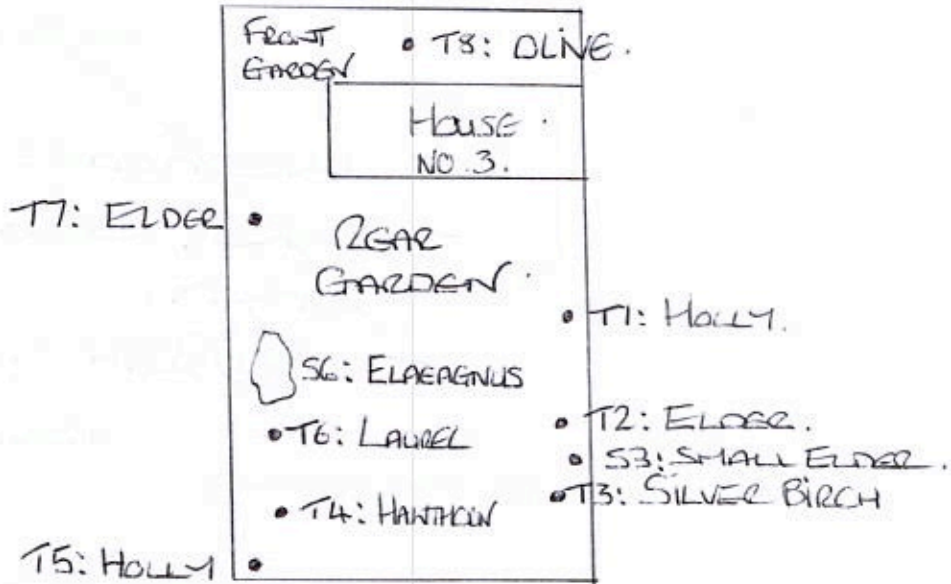 FRONT
GARDEN
T8: OLIVE.
HOUSE
NO. 3.
T7: ELDER
REAR
GARDEN
T1: HOLLY.
S6: ELAEAGNUS
T2: ELDER.
T6: LAUREL
S3: SMALL ELDER.
T3: SILVER BIRCH
T4: HAWTHORN
T5: HOLLY